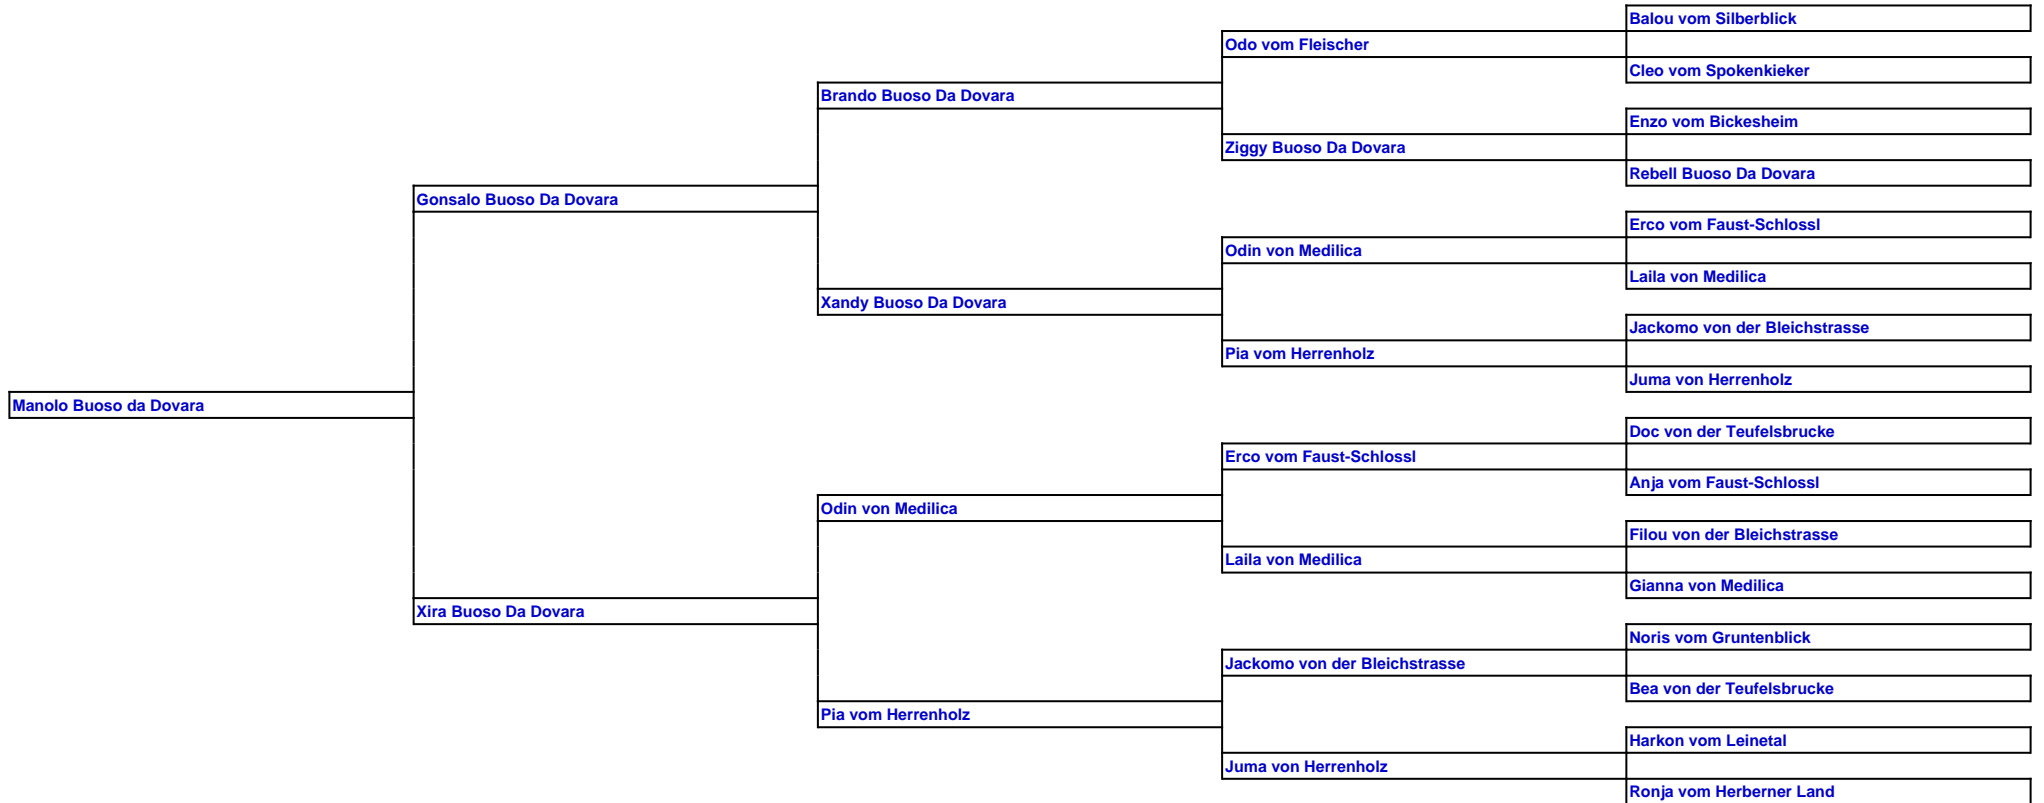 Balou vom Silberblick
Odo vom Fleischer
Cleo vom Spokenkieker
Brando Buoso Da Dovara
Enzo vom Bickesheim
Ziggy Buoso Da Dovara
Rebell Buoso Da Dovara
Gonsalo Buoso Da Dovara
Erco vom Faust-Schlossl
Odin von Medilica
Laila von Medilica
Xandy Buoso Da Dovara
Jackomo von der Bleichstrasse
Pia vom Herrenholz
Juma von Herrenholz
Manolo Buoso da Dovara
Doc von der Teufelsbrucke
Erco vom Faust-Schlossl
Anja vom Faust-Schlossl
Odin von Medilica
Filou von der Bleichstrasse
Laila von Medilica
Gianna von Medilica
Xira Buoso Da Dovara
Noris vom Gruntenblick
Jackomo von der Bleichstrasse
Bea von der Teufelsbrucke
Pia vom Herrenholz
Harkon vom Leinetal
Juma von Herrenholz
Ronja vom Herberner Land